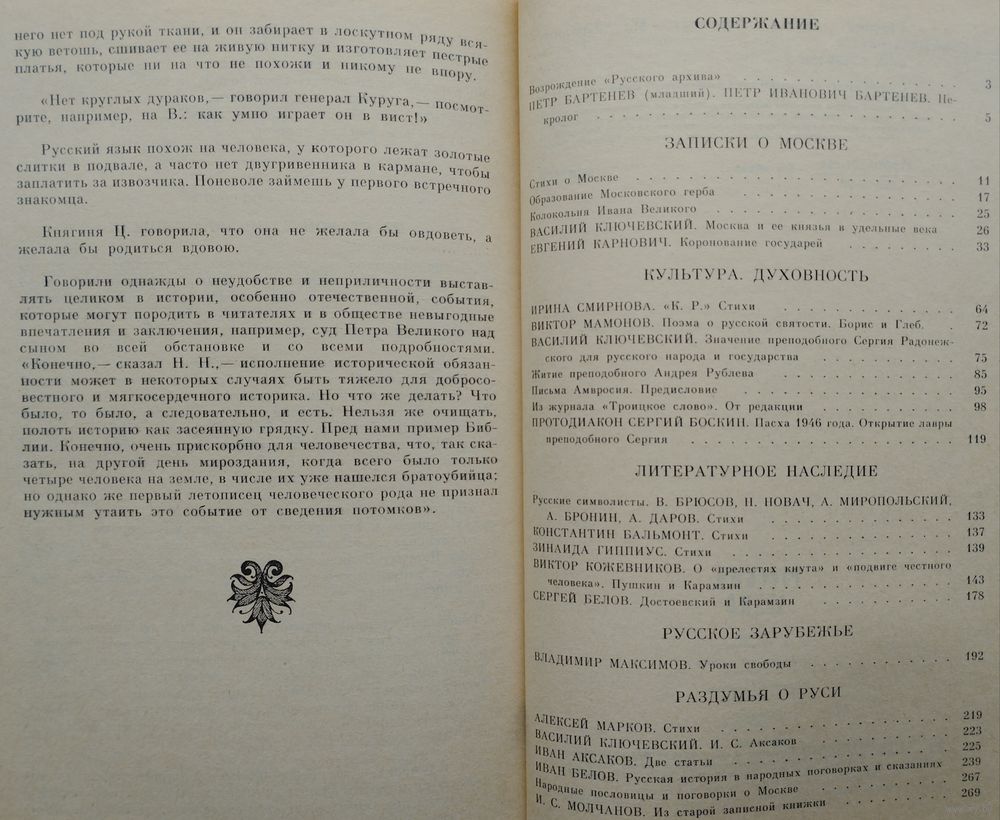 него нет под рукой ткани, и он забирает в лоскутном ряду вся-
кую ветошь, сшивает ее на живую нитку и изготовляет пестрые
платья, которые ни на что не похожи и никому не впору.
«Нет круглых дураков,— говорил генерал Куруга,— посмот-
рите, например, на В.: как умно играет он в вист!»
Русский язык похож на человека, у которого лежат золотые
слитки в подвале, а часто нет двугривенника в кармане, чтобы
заплатить за извозчика. Поневоле займешь у первого встречного
знакомца.
Княгиня Ц. говорила, что она не желала бы овдоветь, а
желала бы родиться вдовою.
Говорили однажды о неудобстве и неприличности выстав-
лять целиком в истории, особенно отечественной, события,
которые могут породить в читателях и в обществе невыгодные
впечатления и заключения, например, суд Петра Великого над
сыном во всей обстановке и со всеми подробностями.
«Конечно,— сказал Н. Н.,— исполнение исторической обязан-
ности может в некоторых случаях быть тяжело для добросо-
вестного и мягкосердечного историка. Но что же делать? Что
было, то было, а следовательно, и есть. Нельзя же очищать,
полоть историю как засеянную грядку. Пред нами пример Биб-
лии. Конечно, очень прискорбно для человечества, что, так ска-
зать, на другой день мироздания, когда всего было только
четыре человека на земле, в числе их уже нашелся братоубийца;
но однако же первый летописец человеческого рода не признал
нужным утаить это событие от сведения потомков».
СОДЕРЖАНИЕ
Возрождение «Русского архива» . . . . . . . . . . 3
ПЕТР БАРТЕНЕВ (младший). ПЕТР ИВАНОВИЧ БАРТЕНЕВ. Не-
кролог . . . . . . . . . . 5
ЗАПИСКИ О МОСКВЕ
Стихи о Москве . . . . . . . . . . 11
Образование Московского герба . . . . . . . . . . 17
Колокольня Ивана Великого . . . . . . . . . . 25
ВАСИЛИЙ КЛЮЧЕВСКИЙ. Москва и ее князья в удельные века . 26
ЕВГЕНИЙ КАРНОВИЧ. Коронование государей . . . . . . 33
КУЛЬТУРА. ДУХОВНОСТЬ
ИРИНА СМИРНОВА. «К. Р.» Стихи . . . . . . . . . . 64
ВИКТОР МАМОНОВ. Поэма о русской святости. Борис и Глеб. . 72
ВАСИЛИЙ КЛЮЧЕВСКИЙ. Значение преподобного Сергия Радонеж-
ского для русского народа и государства . . . . . . . . 75
Житие преподобного Андрея Рублева . . . . . . . . . . 85
Письма Амвросия. Предисловие . . . . . . . . . . 95
Из журнала «Троицкое слово». От редакции . . . . . . . 98
ПРОТОДИАКОН СЕРГИЙ БОСКИН. Пасха 1946 года. Открытие лавры
преподобного Сергия . . . . . . . . . . 119
ЛИТЕРАТУРНОЕ НАСЛЕДИЕ
Русские символисты. В. БРЮСОВ, Н. НОВАЧ, А. МИРОПОЛЬСКИЙ,
А. БРОНИН, А. ДАРОВ. Стихи . . . . . . . . . . 133
КОНСТАНТИН БАЛЬМОНТ. Стихи . . . . . . . . . . 137
ЗИНАИДА ГИППИУС. Стихи . . . . . . . . . . 139
ВИКТОР КОЖЕВНИКОВ. О «прелестях кнута» и «подвиге честного
человека». Пушкин и Карамзин . . . . . . . . . . 143
СЕРГЕЙ БЕЛОВ. Достоевский и Карамзин . . . . . . . . 178
РУССКОЕ ЗАРУБЕЖЬЕ
ВЛАДИМИР МАКСИМОВ. Уроки свободы . . . . . . . . 192
РАЗДУМЬЯ О РУСИ
АЛЕКСЕЙ МАРКОВ. Стихи . . . . . . . . . . 219
ВАСИЛИЙ КЛЮЧЕВСКИЙ. И. С. Аксаков . . . . . . . . 223
ИВАН АКСАКОВ. Две статьи . . . . . . . . . . 225
ИВАН БЕЛОВ. Русская история в народных поговорках и сказаниях 239
Народные пословицы и поговорки о Москве . . . . . . . . 267
И. С. МОЛЧАНОВ. Из старой записной книжки . . . . . . 269